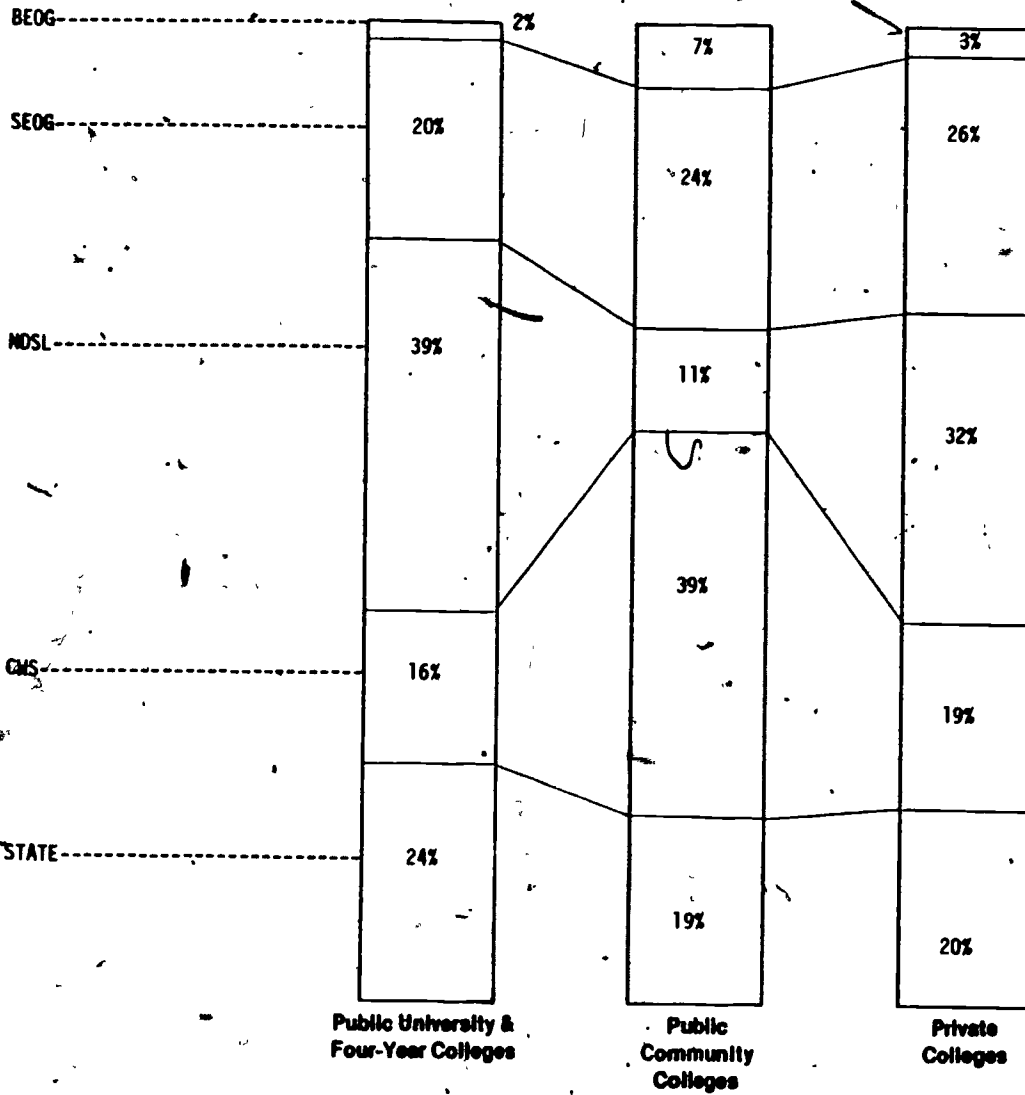 BEOG 2% 7% 3%
SEOG 20% 24% 26%
NDSL 39% 11% 32%
CWS 16% 39% 19%
STATE 24% 19% 20%
Public University & Four-Year Colleges
Public Community Colleges
Private Colleges